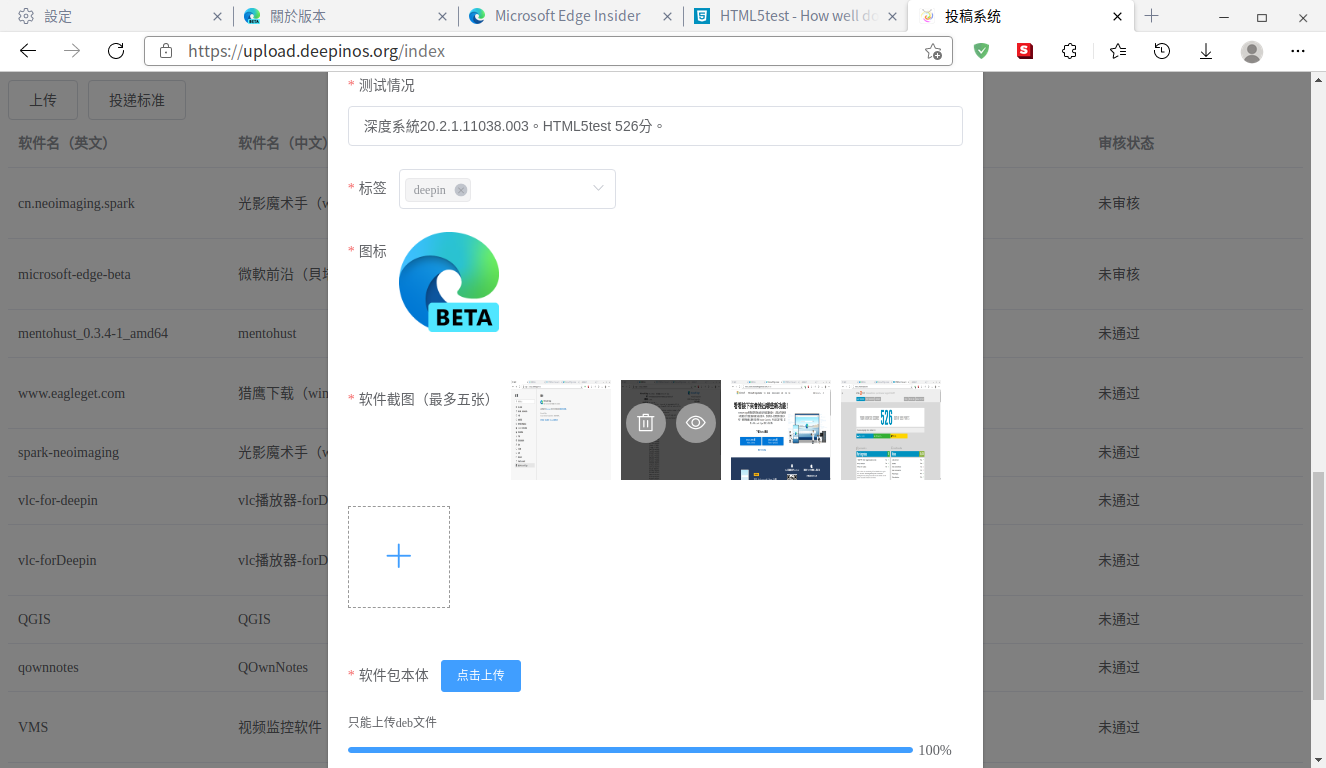 設定
關於版本
Microsoft Edge Insider
HTML5test - How well do
投稿系统
https://upload.deepinos.org/index
上传
投递标准
软件名（英文）
软件名（中文）
审核状态
cn.neoimaging.spark
光影魔术手（w
未审核
microsoft-edge-beta
微軟前沿（貝塔
未审核
mentohust_0.3.4-1_amd64
mentohust
未通过
www.eagleget.com
猎鹰下载（win
未通过
spark-neoimaging
光影魔术手（w
未通过
vlc-for-deepin
vlc播放器-forD
未通过
vlc-forDeepin
vlc播放器-forD
未通过
QGIS
QGIS
未通过
qownnotes
QOwnNotes
未通过
VMS
视频监控软件
未通过
* 测试情况
深度系統20.2.1.11038.003。HTML5test 526分。
* 标签
deepin
* 图标
BETA
* 软件截图（最多五张）
526
* 软件包本体
点击上传
只能上传deb文件
100%